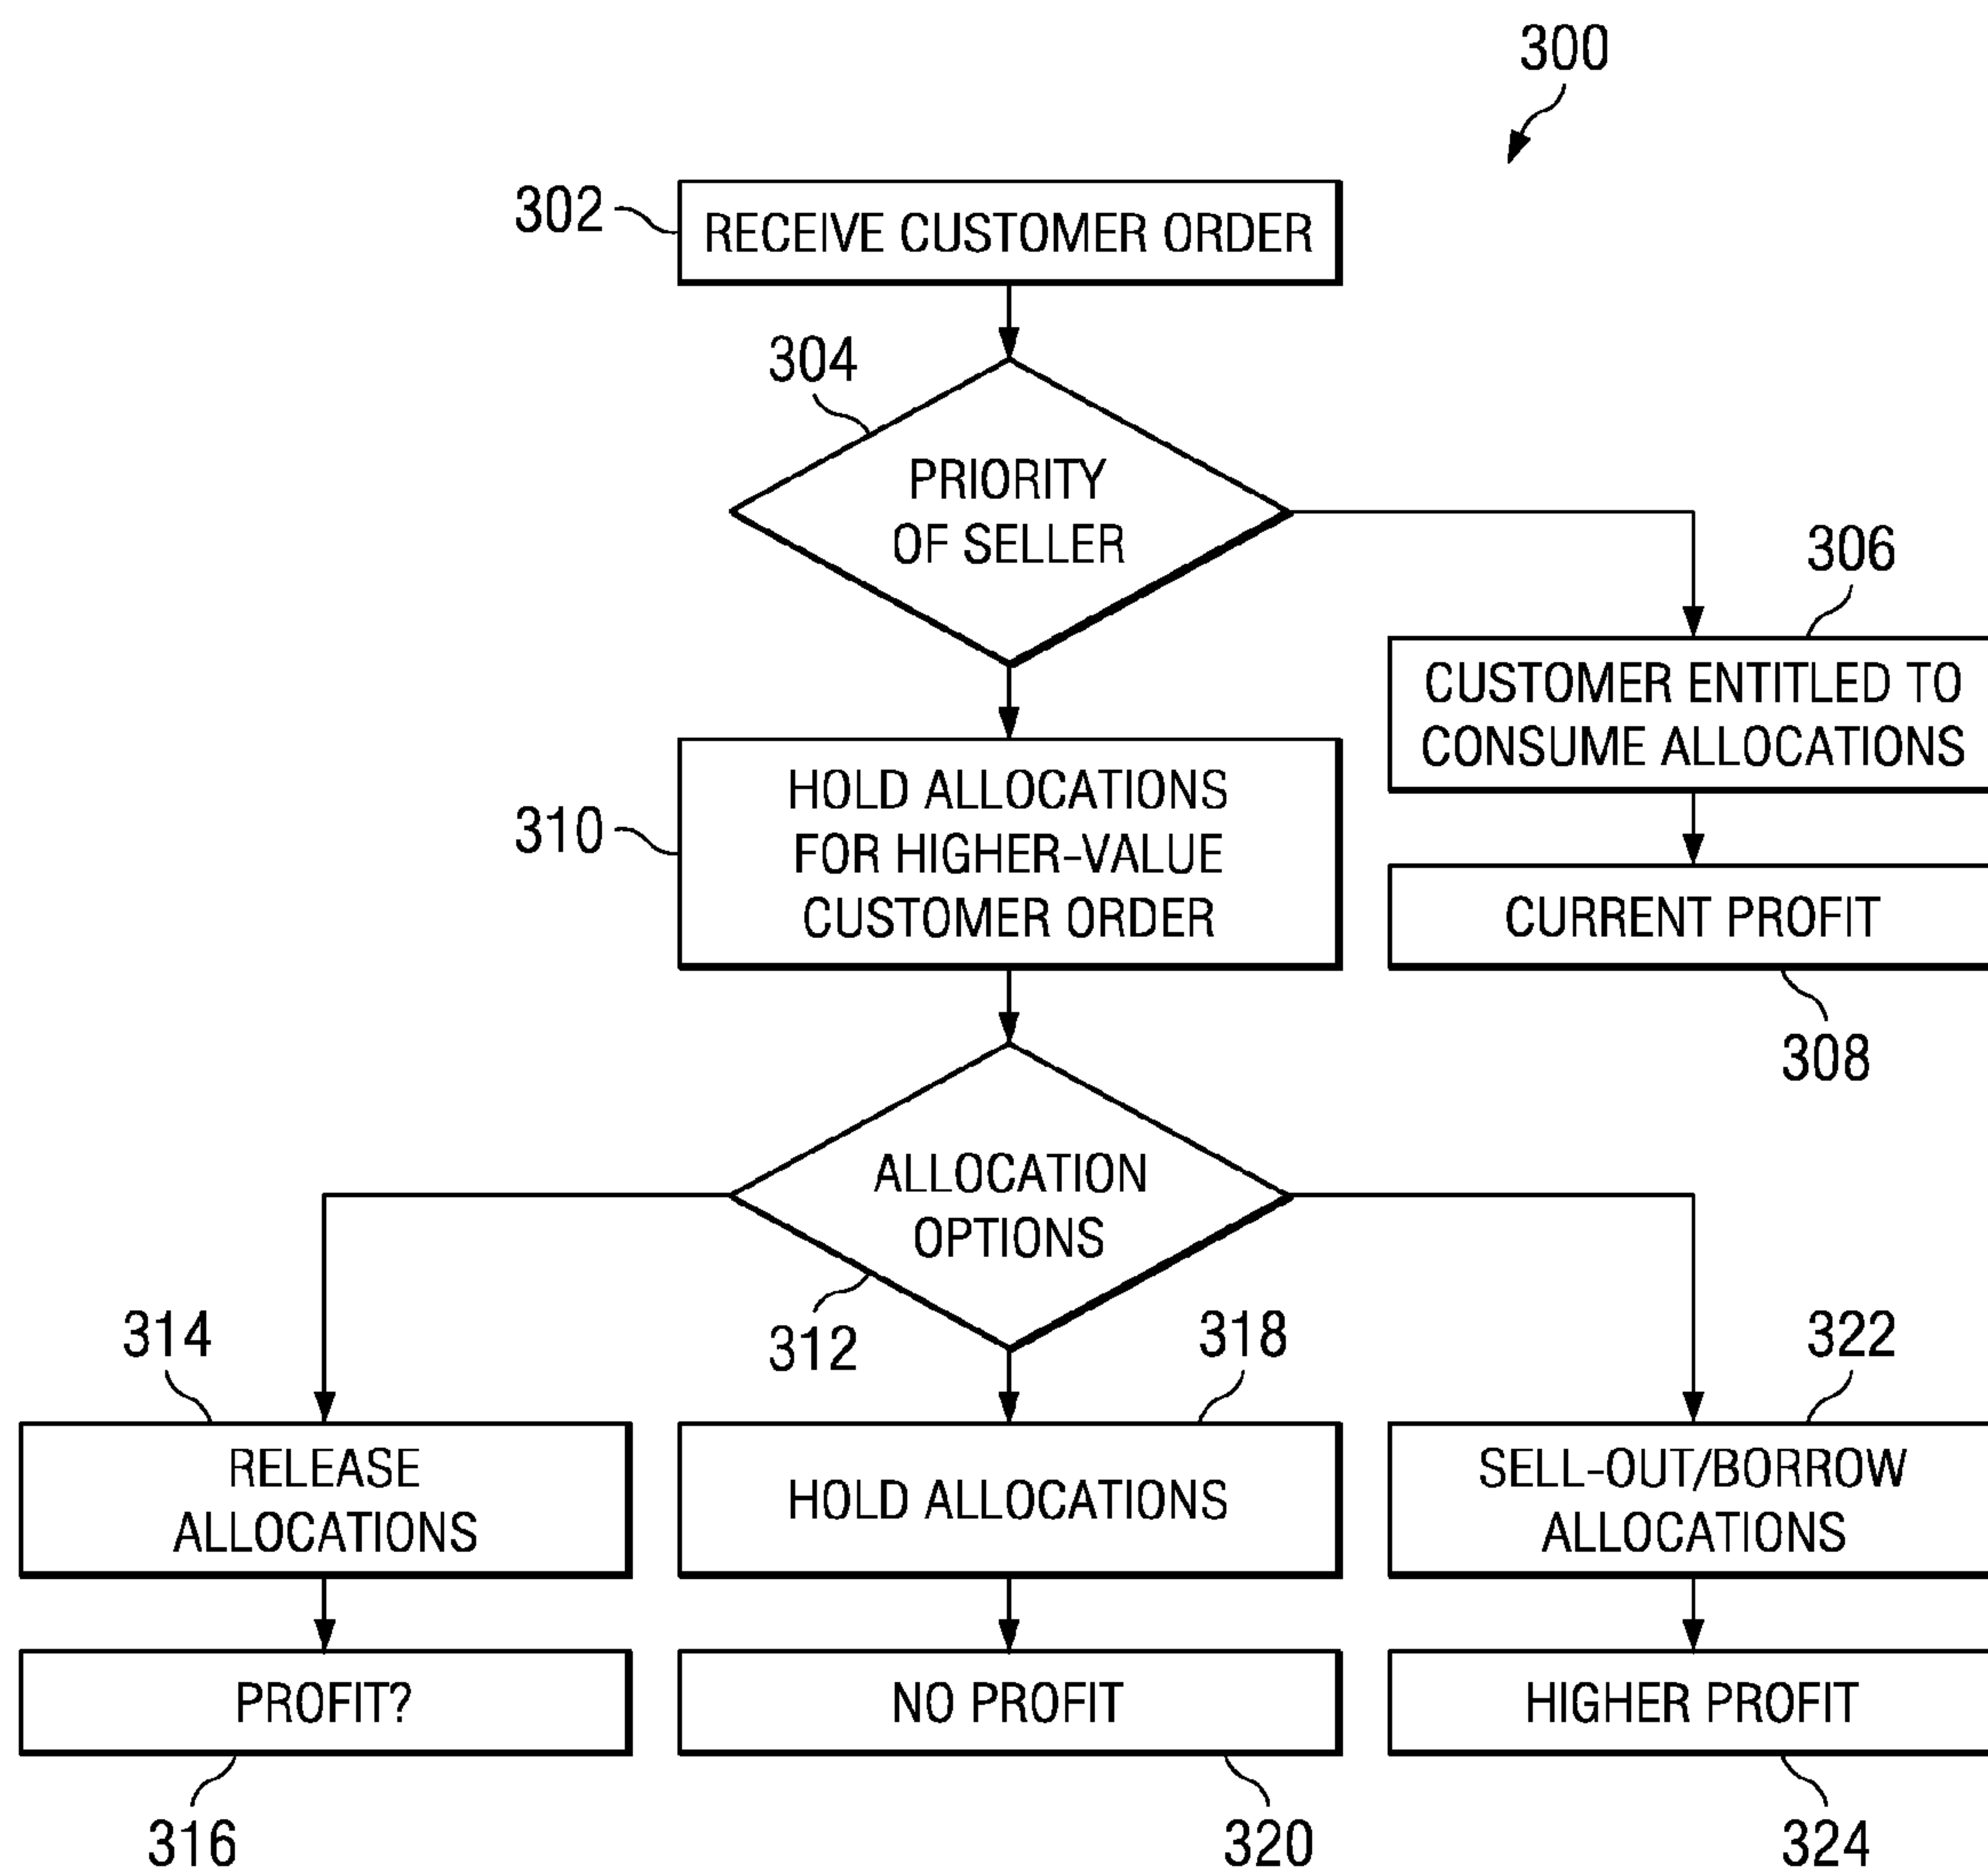 300
302
RECEIVE CUSTOMER ORDER
304
PRIORITY
OF SELLER
306
CUSTOMER ENTITLED TO
CONSUME ALLOCATIONS
310
HOLD ALLOCATIONS
FOR HIGHER-VALUE
CUSTOMER ORDER
CURRENT PROFIT
308
ALLOCATION
OPTIONS
312
314
318
322
RELEASE
ALLOCATIONS
HOLD ALLOCATIONS
SELL-OUT/BORROW
ALLOCATIONS
PROFIT?
NO PROFIT
HIGHER PROFIT
316
320
324